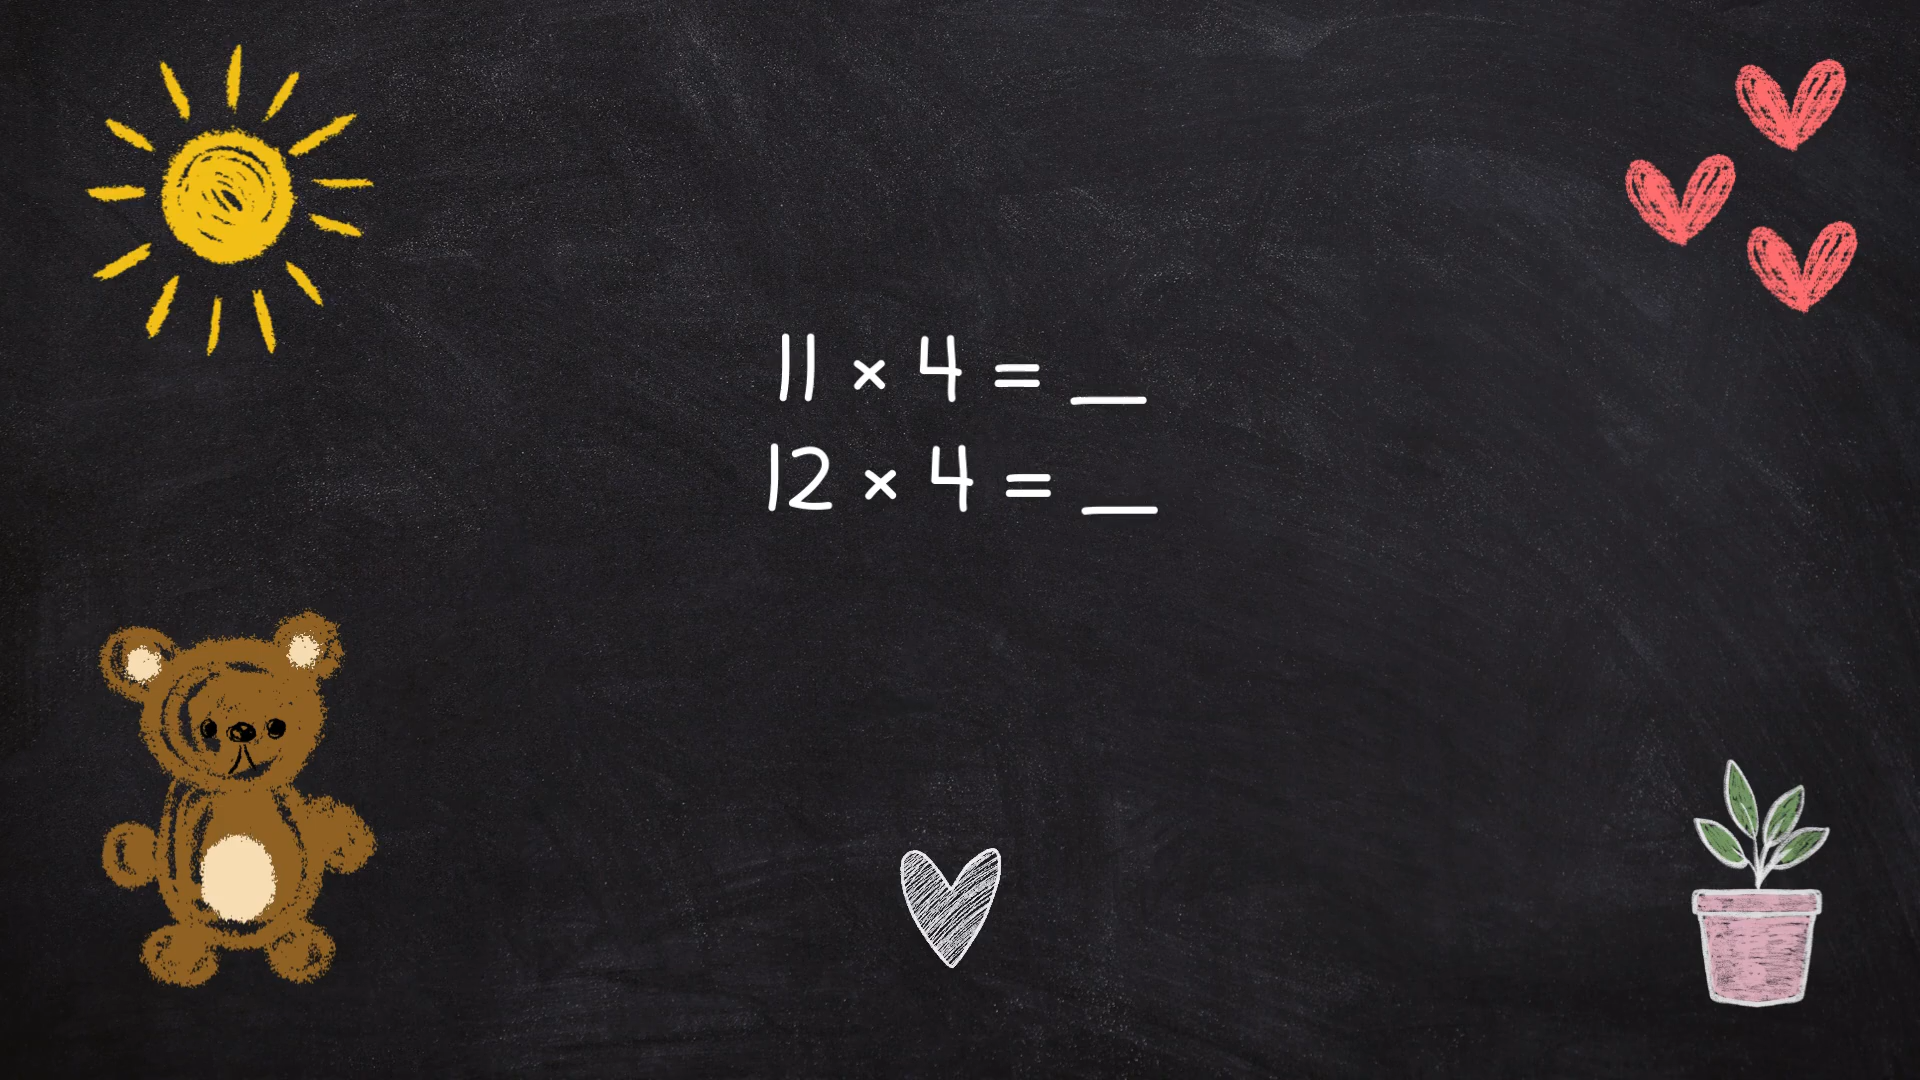 11 × 4 = __
12 × 4 = __